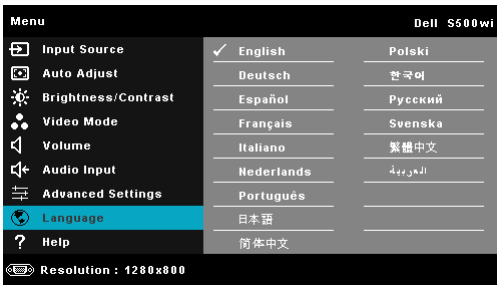 Menu Dell S500wi
Input Source
Auto Adjust
Brightness/Contrast
Video Mode
Volume
Audio Input
Advanced Settings
Language
? Help
English
Deutsch
Español
Français
Italiano
Nederlands
Português
日本語
简体中文
Polski
한국어
Русский
Svenska
繁體中文
العربية
Resolution : 1280x800